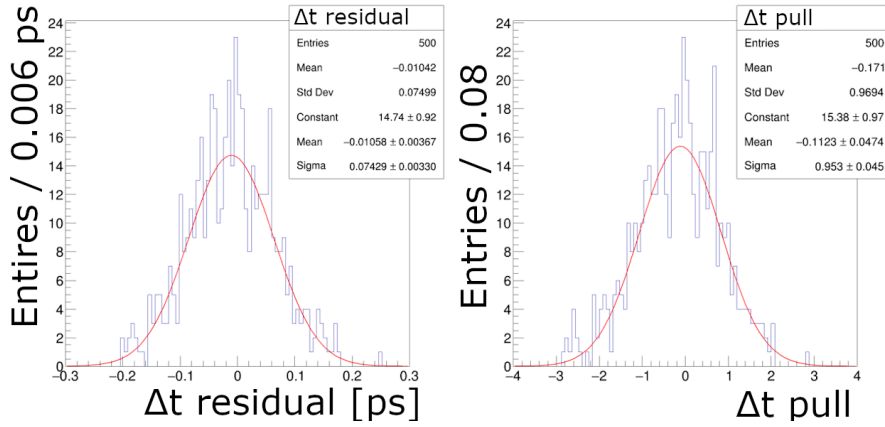 Δt residual
Entries 500
Mean −0.01042
Std Dev 0.07499
Constant 14.74 ± 0.92
Mean −0.01058 ± 0.00367
Sigma 0.07429 ± 0.00330
Entires / 0.006 ps
24
22
20
18
16
14
12
10
8
6
4
2
0
−0.3 −0.2 −0.1 0 0.1 0.2 0.3
Δt residual [ps]
Δt pull
Entries 500
Mean −0.171
Std Dev 0.9694
Constant 15.38 ± 0.97
Mean −0.1123 ± 0.0474
Sigma 0.953 ± 0.045
Entries / 0.08
24
22
20
18
16
14
12
10
8
6
4
2
0
−4 −3 −2 −1 0 1 2 3 4
Δt pull